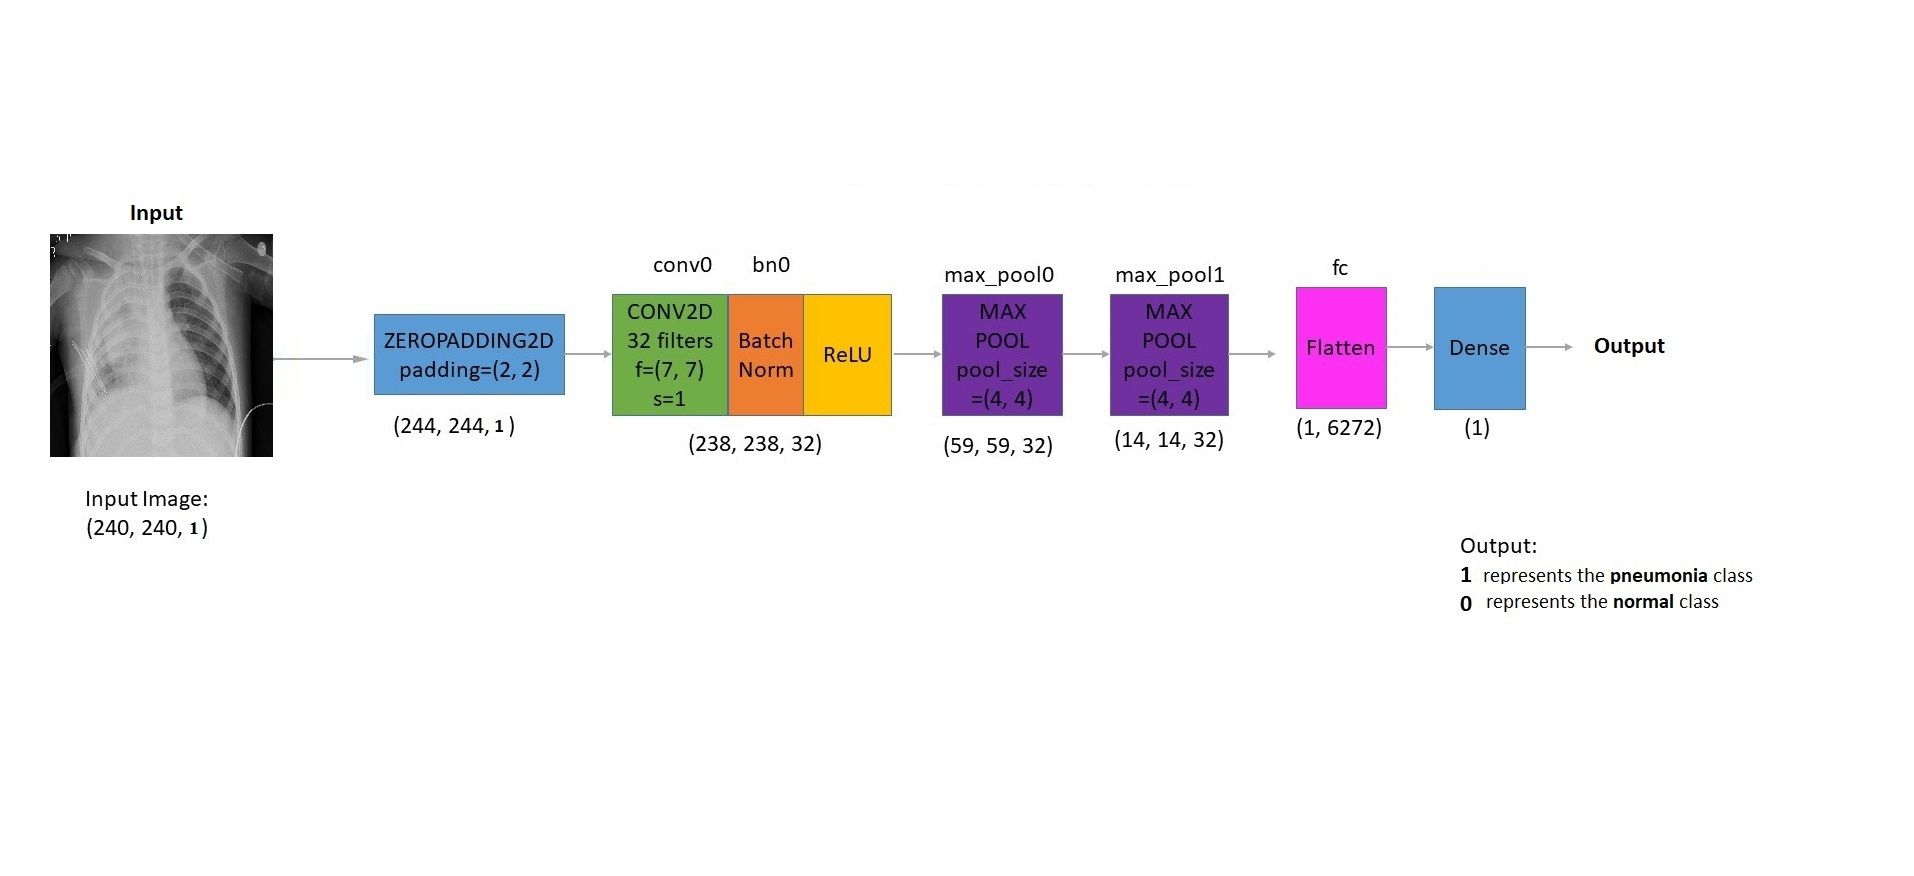 Input
Input Image:
(240, 240, 1)
ZEROPADDING2D
padding=(2, 2)
(244, 244, 1)
conv0
bn0
CONV2D
32 filters
f=(7, 7)
s=1
Batch
Norm
ReLU
(238, 238, 32)
max_pool0
MAX
POOL
pool_size
=(4, 4)
(59, 59, 32)
max_pool1
MAX
POOL
pool_size
=(4, 4)
(14, 14, 32)
fc
Flatten
(1, 6272)
Dense
(1)
Output
Output:
1 represents the pneumonia class
0 represents the normal class